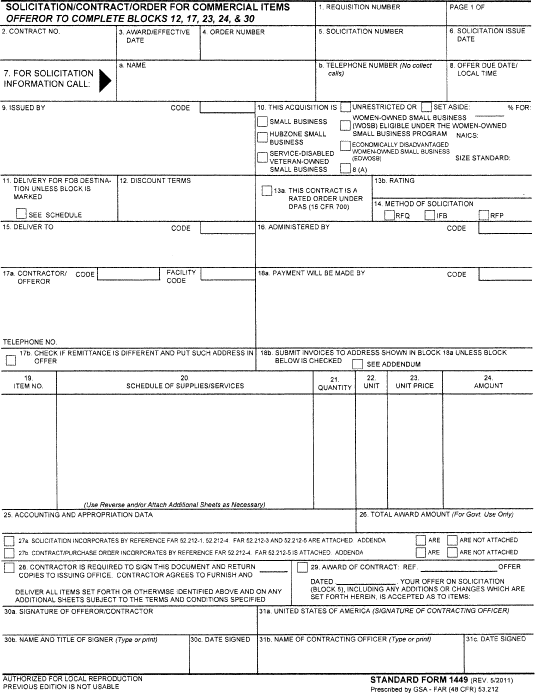 SOLICITATION/CONTRACT/ORDER FOR COMMERCIAL ITEMS
OFFEROR TO COMPLETE BLOCKS 12, 17, 23, 24, & 30
1. REQUISITION NUMBER
PAGE 1 OF
2. CONTRACT NO.
3. AWARD/EFFECTIVE
DATE
4. ORDER NUMBER
5. SOLICITATION NUMBER
6. SOLICITATION ISSUE
DATE
7. FOR SOLICITATION
INFORMATION CALL:
a. NAME
b. TELEPHONE NUMBER (No collect
calls)
8. OFFER DUE DATE/
LOCAL TIME
9. ISSUED BY
CODE
10. THIS ACQUISITION IS
UNRESTRICTED OR
SET ASIDE:
% FOR:
SMALL BUSINESS
HUBZONE SMALL
BUSINESS
SERVICE-DISABLED
VETERAN-OWNED
SMALL BUSINESS
WOMEN-OWNED SMALL BUSINESS
(WOSB) ELIGIBLE UNDER THE WOMEN-OWNED
SMALL BUSINESS PROGRAM
NAICS:
ECONOMICALLY DISADVANTAGED
WOMEN-OWNED SMALL BUSINESS
(EDWOSB)
SIZE STANDARD:
8 (A)
11. DELIVERY FOR FOB DESTINA-
TION UNLESS BLOCK IS
MARKED
SEE SCHEDULE
12. DISCOUNT TERMS
13a. THIS CONTRACT IS A
RATED ORDER UNDER
DPAS (15 CFR 700)
13b. RATING
14. METHOD OF SOLICITATION
RFQ
IFB
RFP
15. DELIVER TO
CODE
16. ADMINISTERED BY
CODE
17a. CONTRACTOR/
OFFEROR
CODE
FACILITY
CODE
TELEPHONE NO.
18a. PAYMENT WILL BE MADE BY
CODE
17b. CHECK IF REMITTANCE IS DIFFERENT AND PUT SUCH ADDRESS IN
OFFER
18b. SUBMIT INVOICES TO ADDRESS SHOWN IN BLOCK 18a UNLESS BLOCK
BELOW IS CHECKED
SEE ADDENDUM
19.
ITEM NO.
20.
SCHEDULE OF SUPPLIES/SERVICES
21.
QUANTITY
22.
UNIT
23.
UNIT PRICE
24.
AMOUNT
(Use Reverse and/or Attach Additional Sheets as Necessary)
25. ACCOUNTING AND APPROPRIATION DATA
26. TOTAL AWARD AMOUNT (For Govt. Use Only)
27a. SOLICITATION INCORPORATES BY REFERENCE FAR 52.212-1, 52.212-4. FAR 52.212-3 AND 52.212-5 ARE ATTACHED. ADDENDA
ARE
ARE NOT ATTACHED
27b. CONTRACT/PURCHASE ORDER INCORPORATES BY REFERENCE FAR 52.212-4. FAR 52.212-5 IS ATTACHED. ADDENDA
ARE
ARE NOT ATTACHED
28. CONTRACTOR IS REQUIRED TO SIGN THIS DOCUMENT AND RETURN
COPIES TO ISSUING OFFICE. CONTRACTOR AGREES TO FURNISH AND
DELIVER ALL ITEMS SET FORTH OR OTHERWISE IDENTIFIED ABOVE AND ON ANY
ADDITIONAL SHEETS SUBJECT TO THE TERMS AND CONDITIONS SPECIFIED
29. AWARD OF CONTRACT: REF. OFFER
DATED . YOUR OFFER ON SOLICITATION
(BLOCK 5), INCLUDING ANY ADDITIONS OR CHANGES WHICH ARE
SET FORTH HEREIN, IS ACCEPTED AS TO ITEMS:
30a. SIGNATURE OF OFFEROR/CONTRACTOR
31a. UNITED STATES OF AMERICA (SIGNATURE OF CONTRACTING OFFICER)
30b. NAME AND TITLE OF SIGNER (Type or print)
30c. DATE SIGNED
31b. NAME OF CONTRACTING OFFICER (Type or print)
31c. DATE SIGNED
AUTHORIZED FOR LOCAL REPRODUCTION
PREVIOUS EDITION IS NOT USABLE
STANDARD FORM 1449 (REV. 5/2011)
Prescribed by GSA - FAR (48 CFR) 53.212